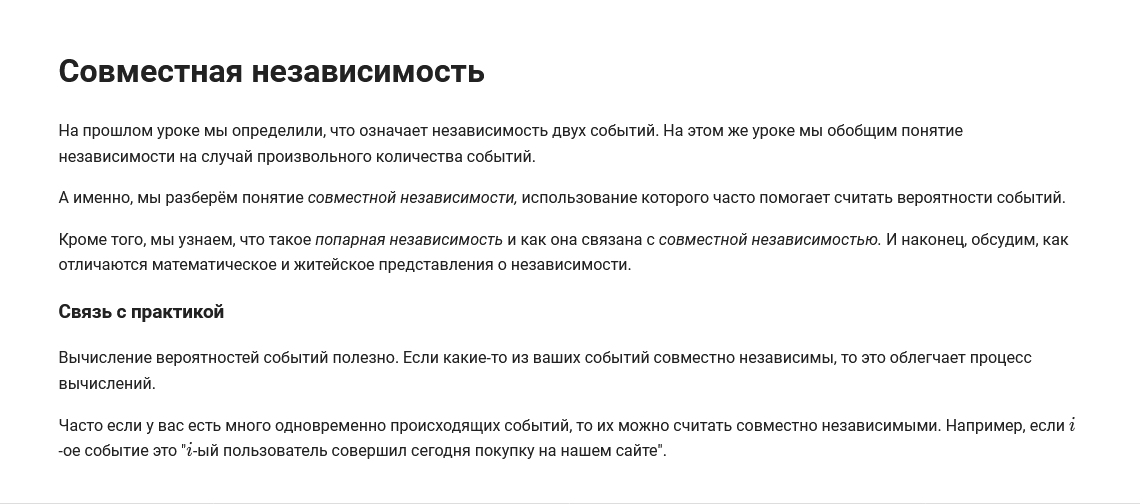 Совместная независимость
На прошлом уроке мы определили, что означает независимость двух событий. На этом же уроке мы обобщим понятие
независимости на случай произвольного количества событий.
А именно, мы разберём понятие совместной независимости, использование которого часто помогает считать вероятности событий.
Кроме того, мы узнаем, что такое попарная независимость и как она связана с совместной независимостью. И наконец, обсудим, как
отличаются математическое и житейское представления о независимости.
Связь с практикой
Вычисление вероятностей событий полезно. Если какие-то из ваших событий совместно независимы, то это облегчает процесс
вычислений.
Часто если у вас есть много одновременно происходящих событий, то их можно считать совместно независимыми. Например, если i
-ое событие это "i-ый пользователь совершил сегодня покупку на нашем сайте".